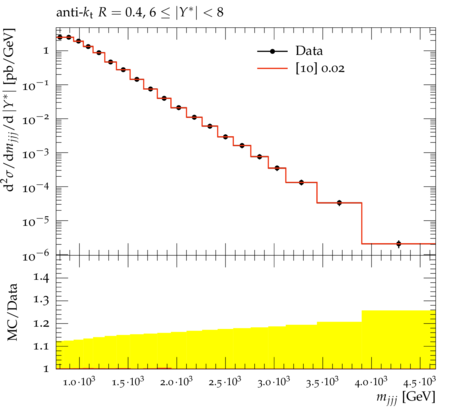 anti-kt R = 0.4, 6 ≤ |Y*| < 8
d²σ/dm_jjj/d|Y*| [pb/GeV]
1
10⁻¹
10⁻²
10⁻³
10⁻⁴
10⁻⁵
10⁻⁶
Data
[10] 0.02
MC/Data
1.4
1.3
1.2
1.1
1
1.0·10³ 1.5·10³ 2.0·10³ 2.5·10³ 3.0·10³ 3.5·10³ 4.0·10³ 4.5·10³
m_jjj [GeV]